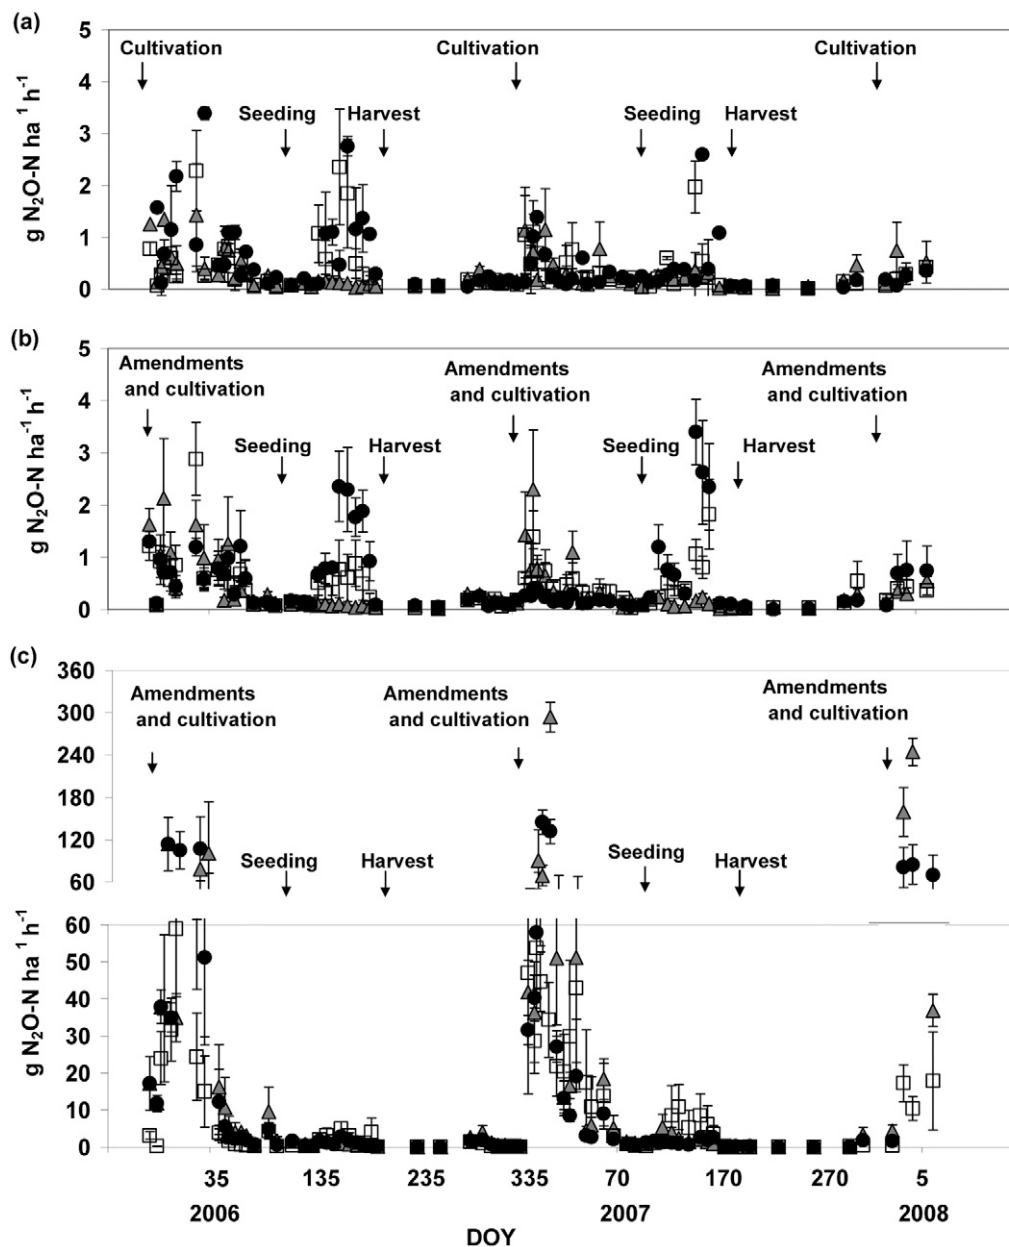 (a)
5
4
3
2
1
0
g N₂O-N ha⁻¹ h⁻¹
Cultivation
Cultivation
Cultivation
Seeding
Harvest
Seeding
Harvest
(b)
5
4
3
2
1
0
g N₂O-N ha⁻¹ h⁻¹
Amendments
and cultivation
Amendments
and cultivation
Amendments
and cultivation
Seeding
Harvest
Seeding
Harvest
(c)
360
300
240
180
120
60
60
50
40
30
20
10
0
g N₂O-N ha ¹ h⁻¹
Amendments
and cultivation
Amendments
and cultivation
Amendments
and cultivation
Seeding
Harvest
Seeding
Harvest
35 135 235 335 70 170 270 5
2006 2007 2008
DOY